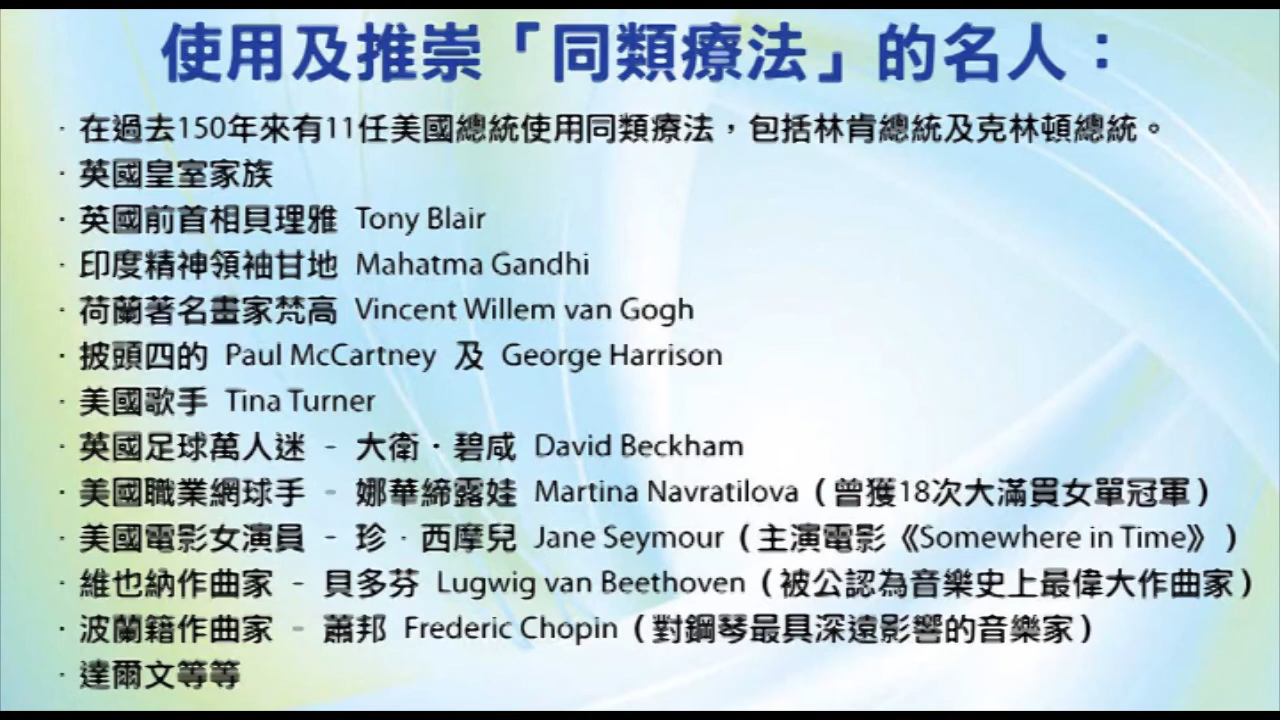 使用及推崇「同類療法」的名人：
· 在過去150年來有11任美國總統使用同類療法，包括林肯總統及克林頓總統。
· 英國皇室家族
· 英國前首相貝理雅 Tony Blair
· 印度精神領袖甘地 Mahatma Gandhi
· 荷蘭著名畫家梵高 Vincent Willem van Gogh
· 披頭四的 Paul McCartney 及 George Harrison
· 美國歌手 Tina Turner
· 英國足球萬人迷 – 大衛・碧咸 David Beckham
· 美國職業網球手 – 娜華締露娃 Martina Navratilova（曾獲18次大滿貫女單冠軍）
· 美國電影女演員 – 珍 · 西摩兒 Jane Seymour（主演電影《Somewhere in Time》）
· 維也納作曲家 – 貝多芬 Lugwig van Beethoven（被公認為音樂史上最偉大作曲家）
· 波蘭籍作曲家 – 蕭邦 Frederic Chopin（對鋼琴最具深遠影響的音樂家）
· 達爾文等等